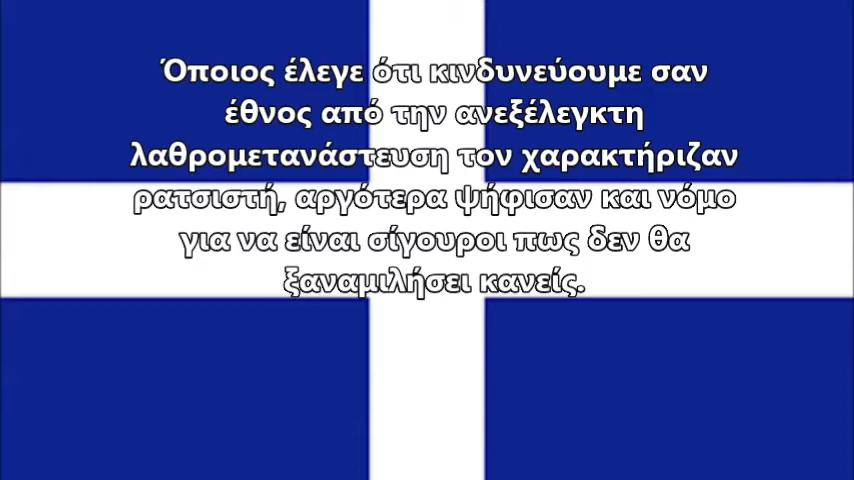 Όποιος έλεγε ότι κινδυνεύουμε σαν
έθνος από την ανεξέλεγκτη
λαθρομετανάστευση τον χαρακτήριζαν
ρατσιστή, αργότερα ψήφισαν και νόμο
για να είναι σίγουροι πως δεν θα
ξαναμιλήσει κανείς.